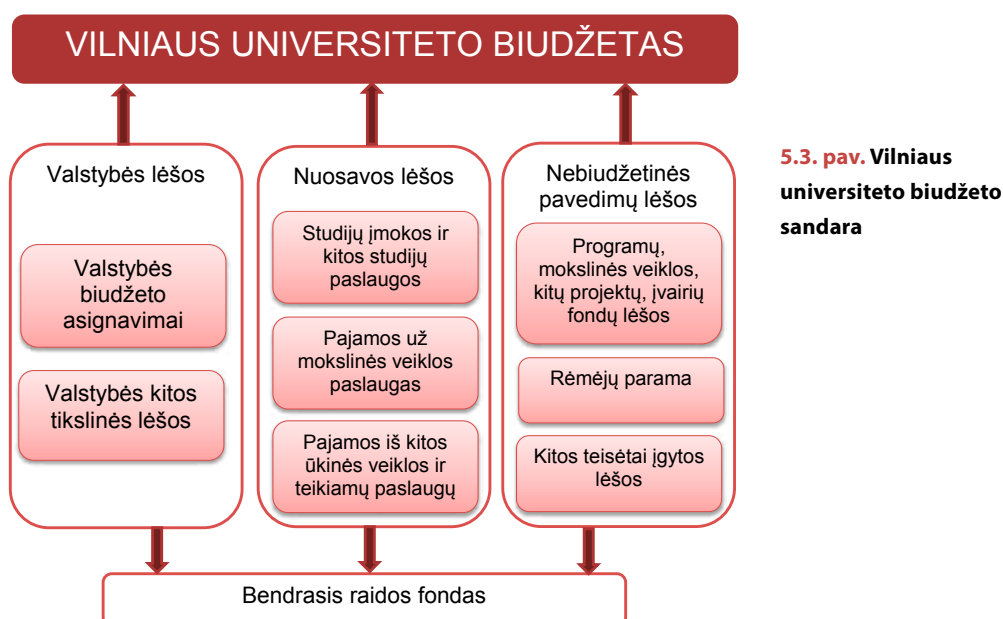 VILNIAUS UNIVERSITETO BIUDŽETAS
Valstybės lėšos
Valstybės
biudžeto
asignavimai
Valstybės kitos
tikslinės lėšos
Nuosavos lėšos
Studijų įmokos ir
kitos studijų
paslaugos
Pajamos už
mokslinės veiklos
paslaugas
Pajamos iš kitos
ūkinės veiklos ir
teikiamų paslaugų
Nebiudžetinės
pavedimų lėšos
Programų,
mokslinės veiklos,
kitų projektų, įvairių
fondų lėšos
Rėmėjų parama
Kitos teisėtai įgytos
lėšos
Bendrasis raidos fondas
5.3. pav. Vilniaus
universiteto biudžeto
sandara